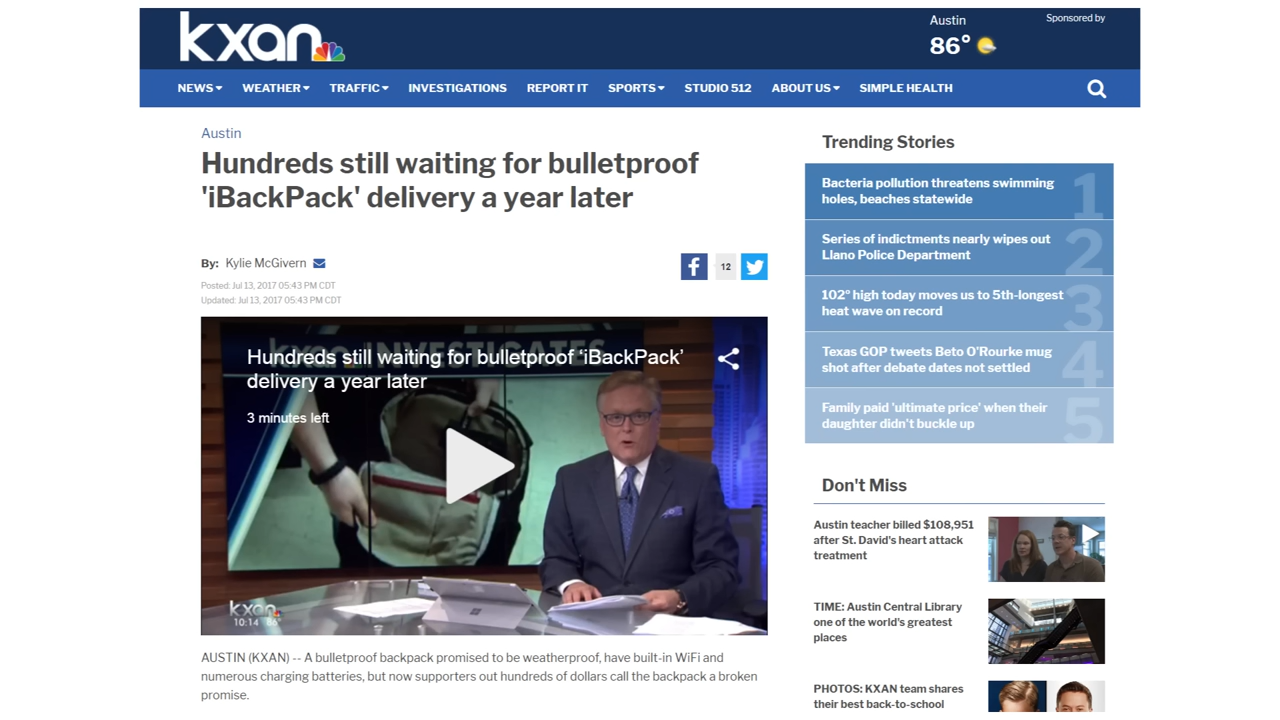 kxan
Austin
86°
Sponsored by
NEWS WEATHER TRAFFIC INVESTIGATIONS REPORT IT SPORTS STUDIO 512 ABOUT US SIMPLE HEALTH
Austin
Hundreds still waiting for bulletproof
'iBackPack' delivery a year later
By: Kylie McGivern
Posted: Jul 13, 2017 05:43 PM CDT
Updated: Jul 13, 2017 05:43 PM CDT
f 12
INVESTIGATES
Hundreds still waiting for bulletproof ‘iBackPack’
delivery a year later
3 minutes left
kxan
10:14 86°
AUSTIN (KXAN) -- A bulletproof backpack promised to be weatherproof, have built-in WiFi and
numerous charging batteries, but now supporters out hundreds of dollars call the backpack a broken
promise.
Trending Stories
Bacteria pollution threatens swimming
holes, beaches statewide
1
Series of indictments nearly wipes out
Llano Police Department
2
102° high today moves us to 5th-longest
heat wave on record
3
Texas GOP tweets Beto O'Rourke mug
shot after debate dates not settled
4
Family paid 'ultimate price' when their
daughter didn't buckle up
5
Don't Miss
Austin teacher billed $108,951
after St. David's heart attack
treatment
TIME: Austin Central Library
one of the world's greatest
places
PHOTOS: KXAN team shares
their best back-to-school